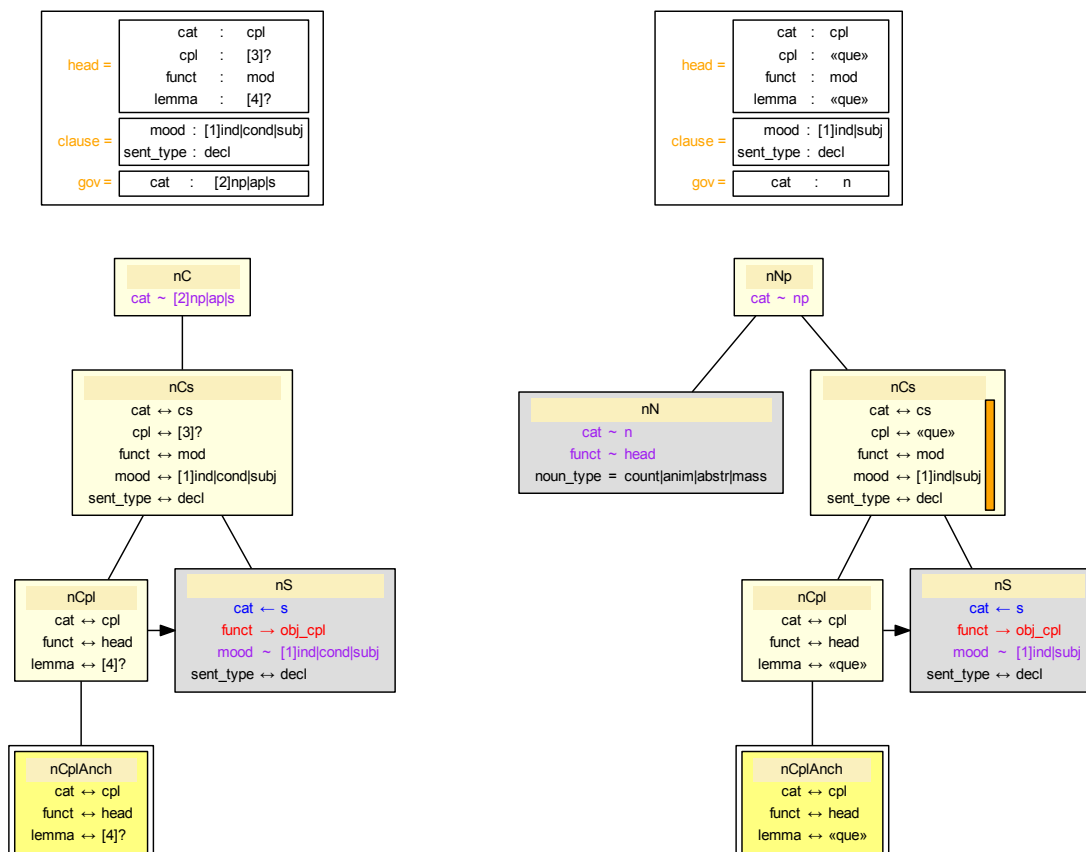 head =
cat : cpl
cpl : [3]?
funct : mod
lemma : [4]?
clause =
mood : [1]ind|cond|subj
sent_type : decl
gov =
cat : [2]np|ap|s
nC
cat ~ [2]np|ap|s
nCs
cat ↔ cs
cpl ↔ [3]?
funct ↔ mod
mood ↔ [1]ind|cond|subj
sent_type ↔ decl
nCpl
cat ↔ cpl
funct ↔ head
lemma ↔ [4]?
nS
cat ← s
funct → obj_cpl
mood ~ [1]ind|cond|subj
sent_type ↔ decl
nCplAnch
cat ↔ cpl
funct ↔ head
lemma ↔ [4]?
head =
cat : cpl
cpl : «que»
funct : mod
lemma : «que»
clause =
mood : [1]ind|subj
sent_type : decl
gov =
cat : n
nNp
cat ~ np
nN
cat ~ n
funct ~ head
noun_type = count|anim|abstr|mass
nCs
cat ↔ cs
cpl ↔ «que»
funct ↔ mod
mood ↔ [1]ind|subj
sent_type ↔ decl
nCpl
cat ↔ cpl
funct ↔ head
lemma ↔ «que»
nS
cat ← s
funct → obj_cpl
mood ~ [1]ind|subj
sent_type ↔ decl
nCplAnch
cat ↔ cpl
funct ↔ head
lemma ↔ «que»